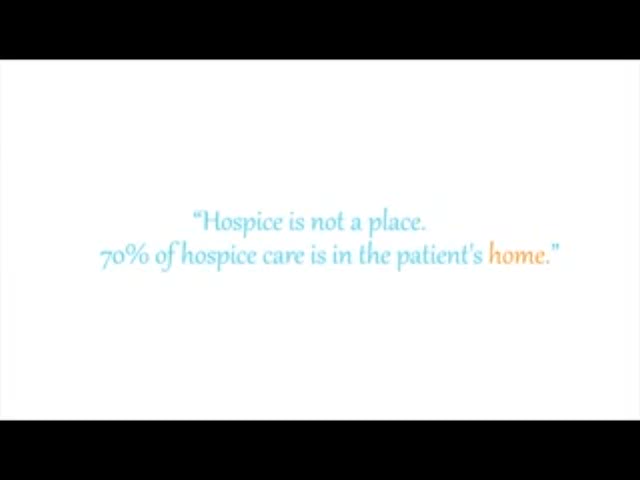 “Hospice is not a place.
70% of hospice care is in the patient's home.”